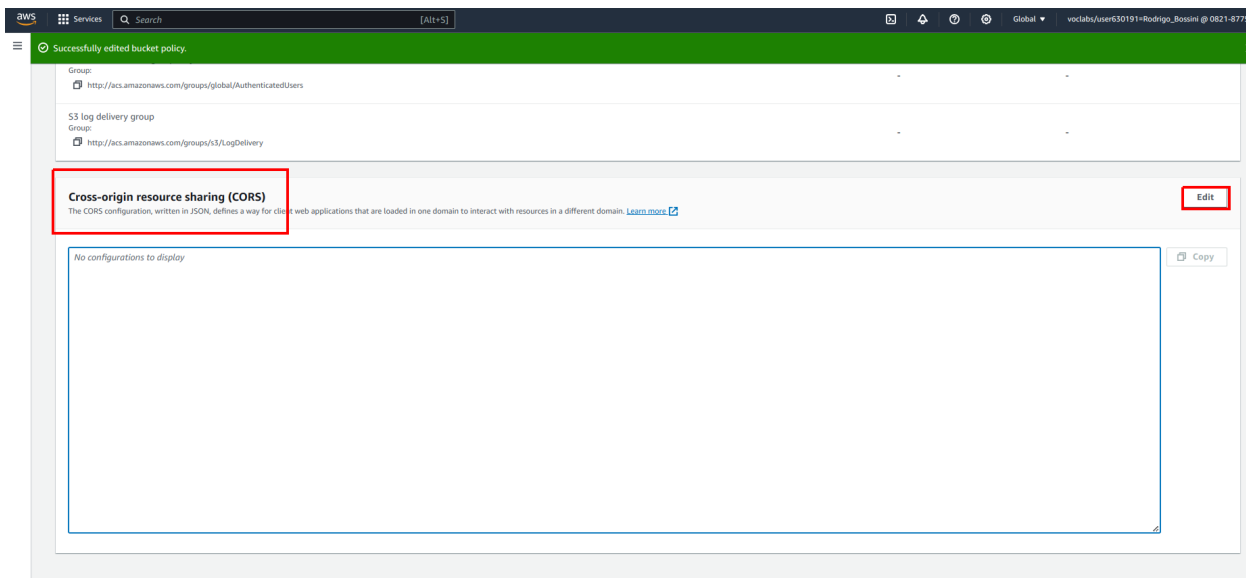 aws
Services
Search
[Alt+S]
Global
voclabs/user630191=Rodrigo_Bossini @ 0821-877
Successfully edited bucket policy.
Group:
http://acs.amazonaws.com/groups/global/AuthenticatedUsers
-
-
S3 log delivery group
Group:
http://acs.amazonaws.com/groups/s3/LogDelivery
-
-
Cross-origin resource sharing (CORS)
Edit
The CORS configuration, written in JSON, defines a way for client web applications that are loaded in one domain to interact with resources in a different domain. Learn more
No configurations to display
Copy